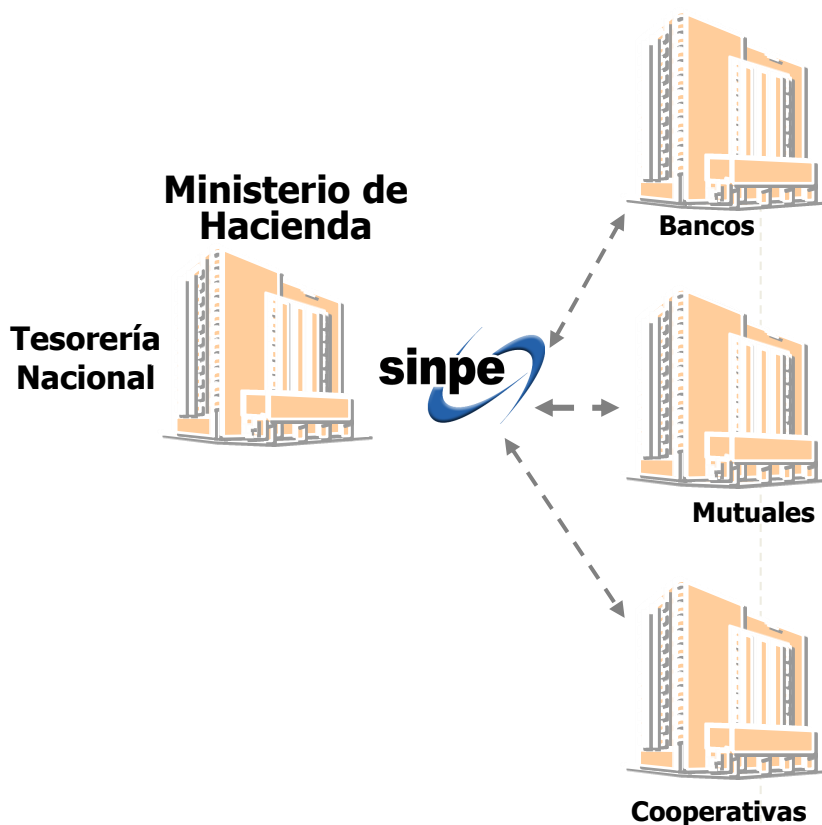 Ministerio de
Hacienda
Tesorería
Nacional
sinpe
Bancos
Mutuales
Cooperativas